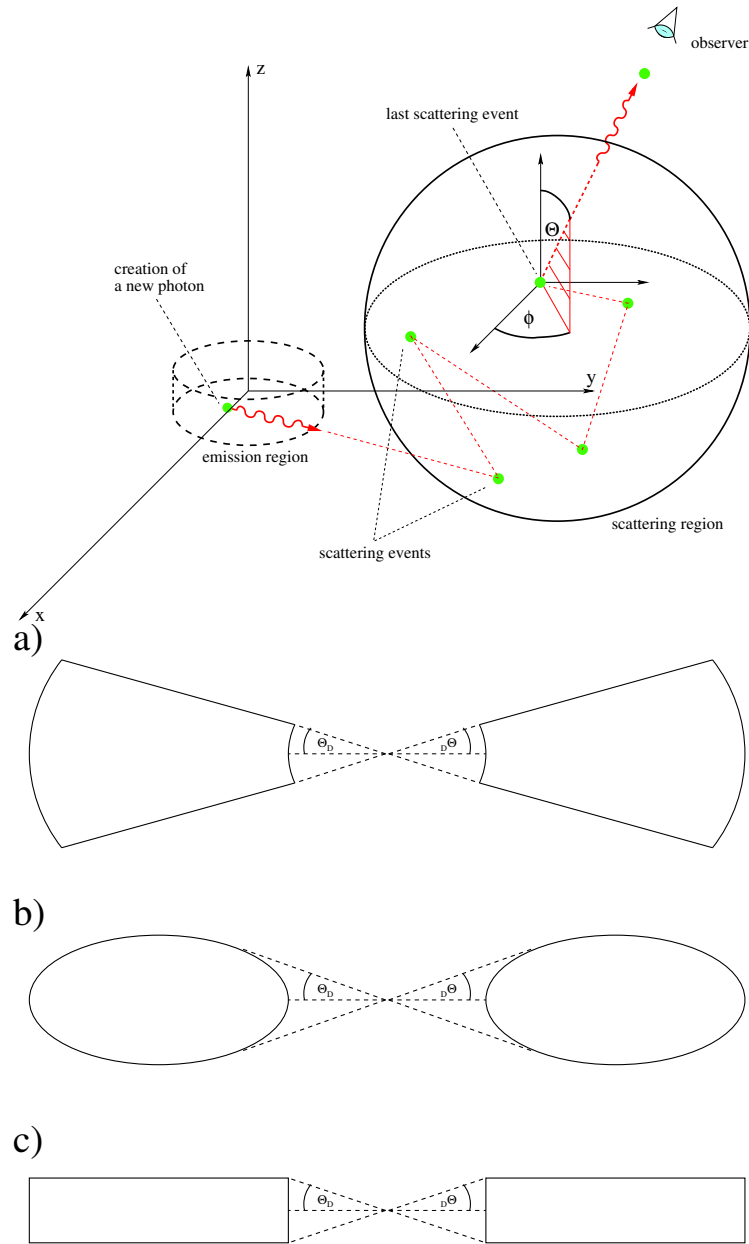 observer
z
last scattering event
Θ
creation of
a new photon
ϕ
y
emission region
scattering region
scattering events
x
a)
Θ_D
_DΘ
b)
Θ_D
_DΘ
c)
Θ_D
_DΘ